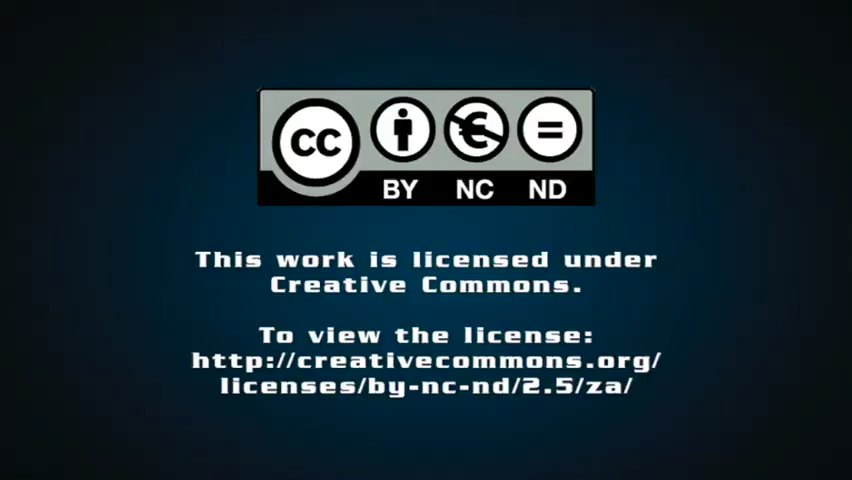 CC
BY NC ND
This work is licensed under
Creative Commons.
To view the license:
http://creativecommons.org/
licenses/by-nc-nd/2.5/za/